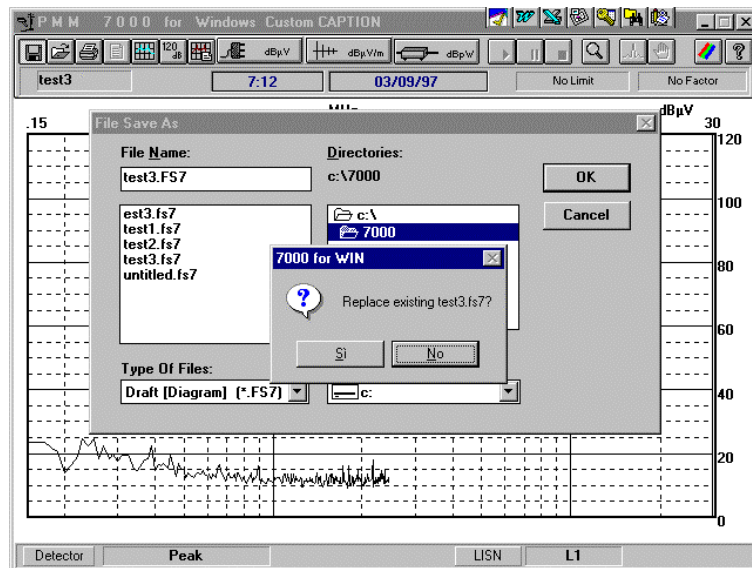 PMM 7000 for Windows Custom CAPTION
120 dB dBµV dBµV/m dBpW
test3 7:12 03/09/97 No Limit No Factor
.15 dBµV 30
File Save As
File Name: Directories:
test3.FS7 c:\7000 OK
est3.fs7 c:\ Cancel
test1.fs7 7000
test2.fs7
test3.fs7
untitled.fs7
7000 for WIN
Replace existing test3.fs7?
Sì No
Type Of Files:
Draft [Diagram] (*.FS7) c:
120
100
80
60
40
20
0
Detector Peak LISN L1